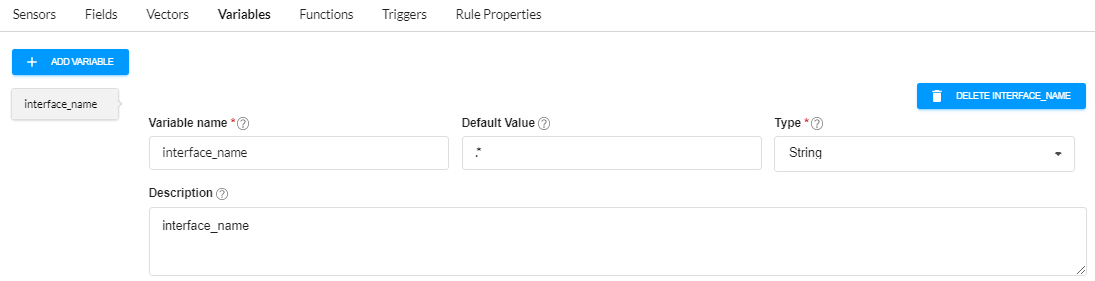 Sensors Fields Vectors Variables Functions Triggers Rule Properties
+ ADD VARIABLE
interface_name
DELETE INTERFACE_NAME
Variable name * ? Default Value ? Type * ?
interface_name .* String
Description ?
interface_name